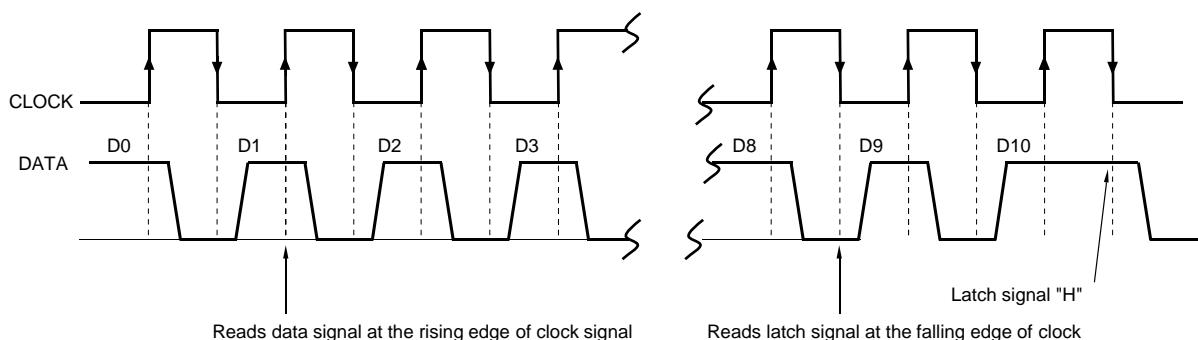 CLOCK
D0 D1 D2 D3 D8 D9 D10
DATA
Latch signal "H"
Reads data signal at the rising edge of clock signal Reads latch signal at the falling edge of clock